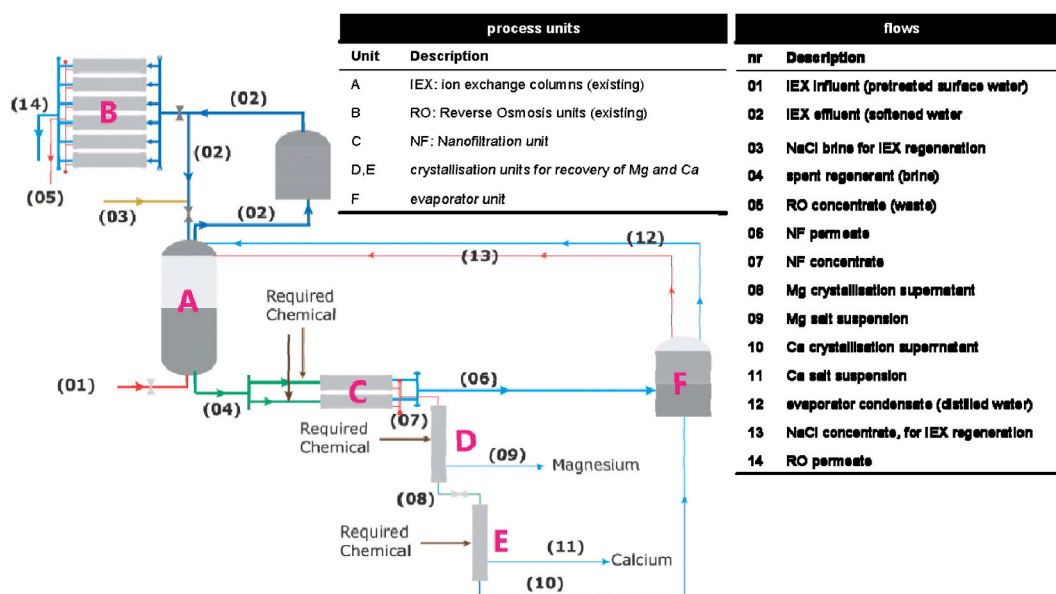 process units
Unit Description
A IEX: ion exchange columns (existing)
B RO: Reverse Osmosis units (existing)
C NF: Nanofiltration unit
D,E crystallisation units for recovery of Mg and Ca
F evaporator unit
flows
nr Description
01 IEX influent (pretreated surface water)
02 IEX effluent (softened water
03 NaCl brine for IEX regeneration
04 spent regenerant (brine)
05 RO concentrate (waste)
06 NF permeate
07 NF concentrate
08 Mg crystallisation supernatant
09 Mg salt suspension
10 Ca crystallisation superrnatant
11 Ca salt suspension
12 evaporator condensate (distilled water)
13 NaCl concentrate, for IEX regeneration
14 RO permeate
(14)
B
(02)
(02)
(05)
(03)
(02)
(12)
(13)
A
Required
Chemical
(01)
(04)
C
(06)
F
(07)
Required
Chemical
D
(09)
Magnesium
(08)
Required
Chemical
E
(11)
Calcium
(10)